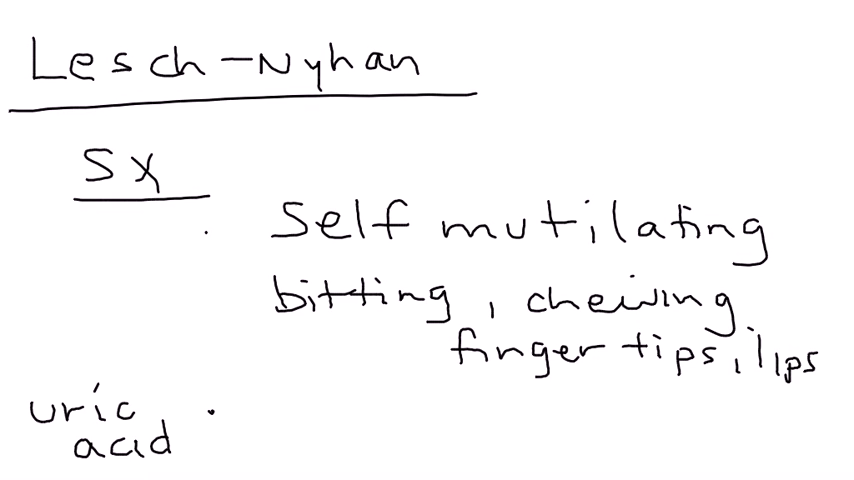 Lesch-Nyhan
Sx
. Self mutilating
bitting, chewing
finger tips, lips
uric .
acid